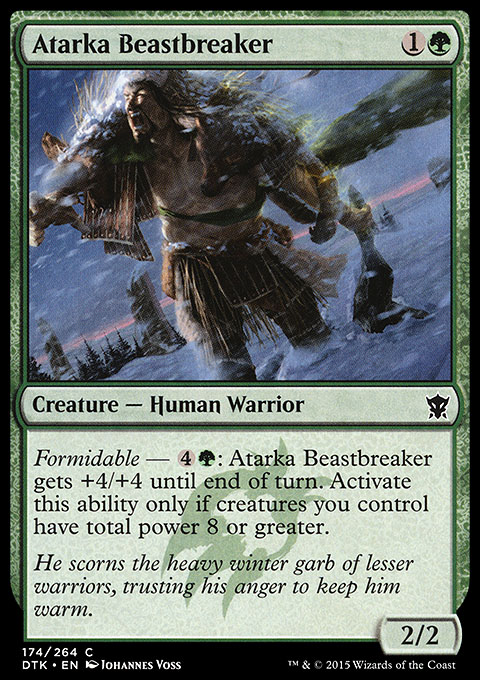 Atarka Beastbreaker 1
Creature — Human Warrior
Formidable — 4: Atarka Beastbreaker
gets +4/+4 until end of turn. Activate
this ability only if creatures you control
have total power 8 or greater.
He scorns the heavy winter garb of lesser
warriors, trusting his anger to keep him
warm.
2/2
174/264 C
DTK • EN Johannes Voss
™ & © 2015 Wizards of the Coast